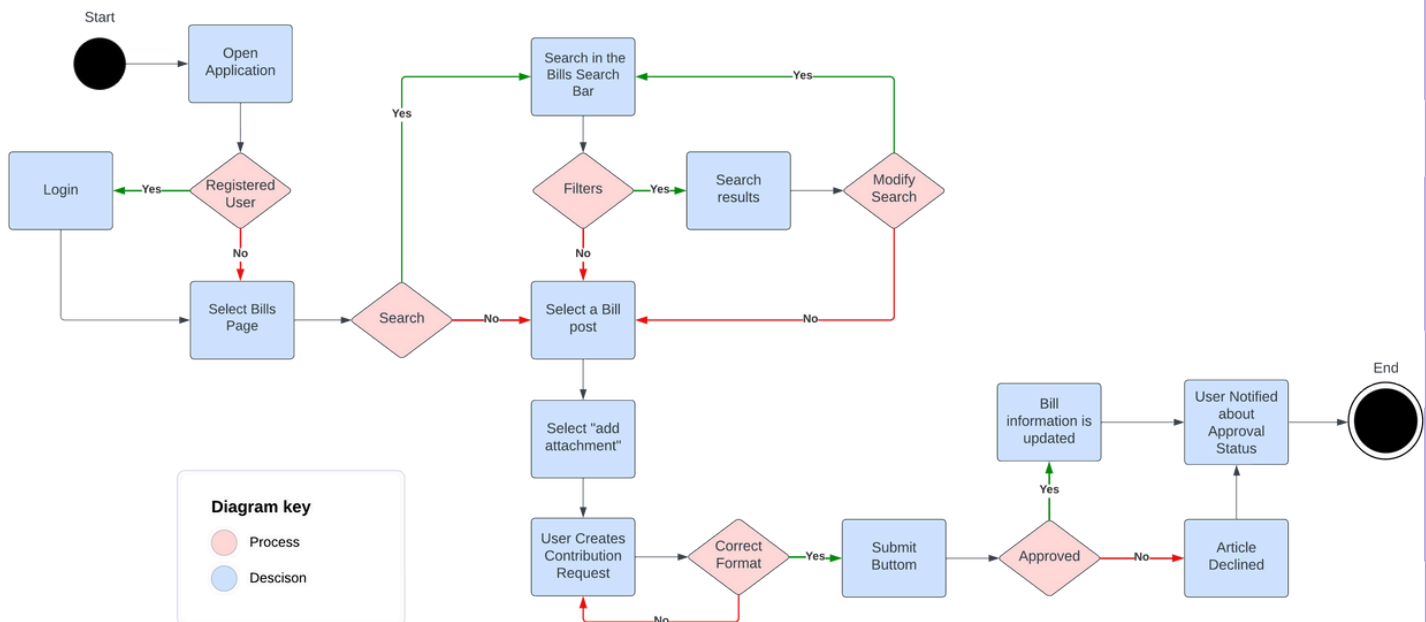 Start
Open
Application
Login
Yes
Registered
User
No
Select Bills
Page
Search
Yes
No
Search in the
Bills Search
Bar
Filters
Yes
No
Search
results
Modify
Search
Yes
No
Select a Bill
post
Select "add
attachment"
User Creates
Contribution
Request
Correct
Format
Yes
No
Submit
Buttom
Approved
Yes
No
Bill
information is
updated
Article
Declined
User Notified
about
Approval
Status
End
Diagram key
Process
Descison